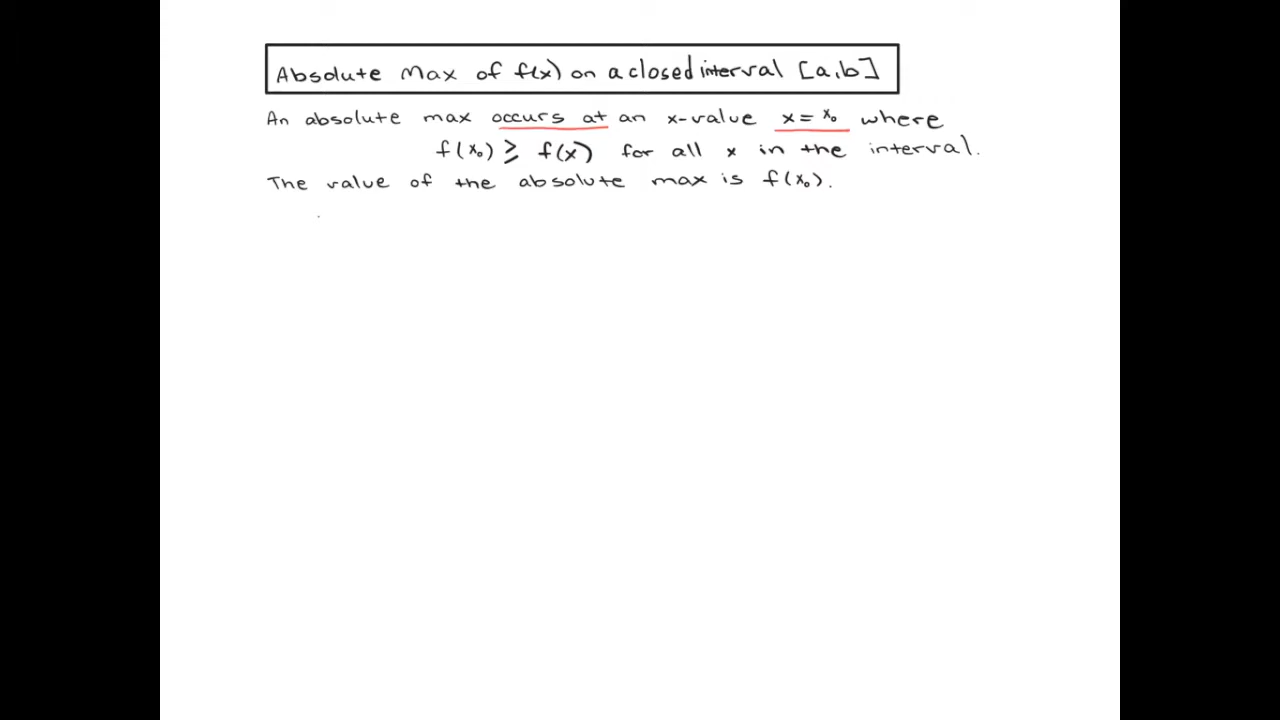 Absolute Max of f(x) on a closed interval [a,b]
An absolute max occurs at an x-value x = x₀ where
f(x₀) ≥ f(x) for all x in the interval.
The value of the absolute max is f(x₀).